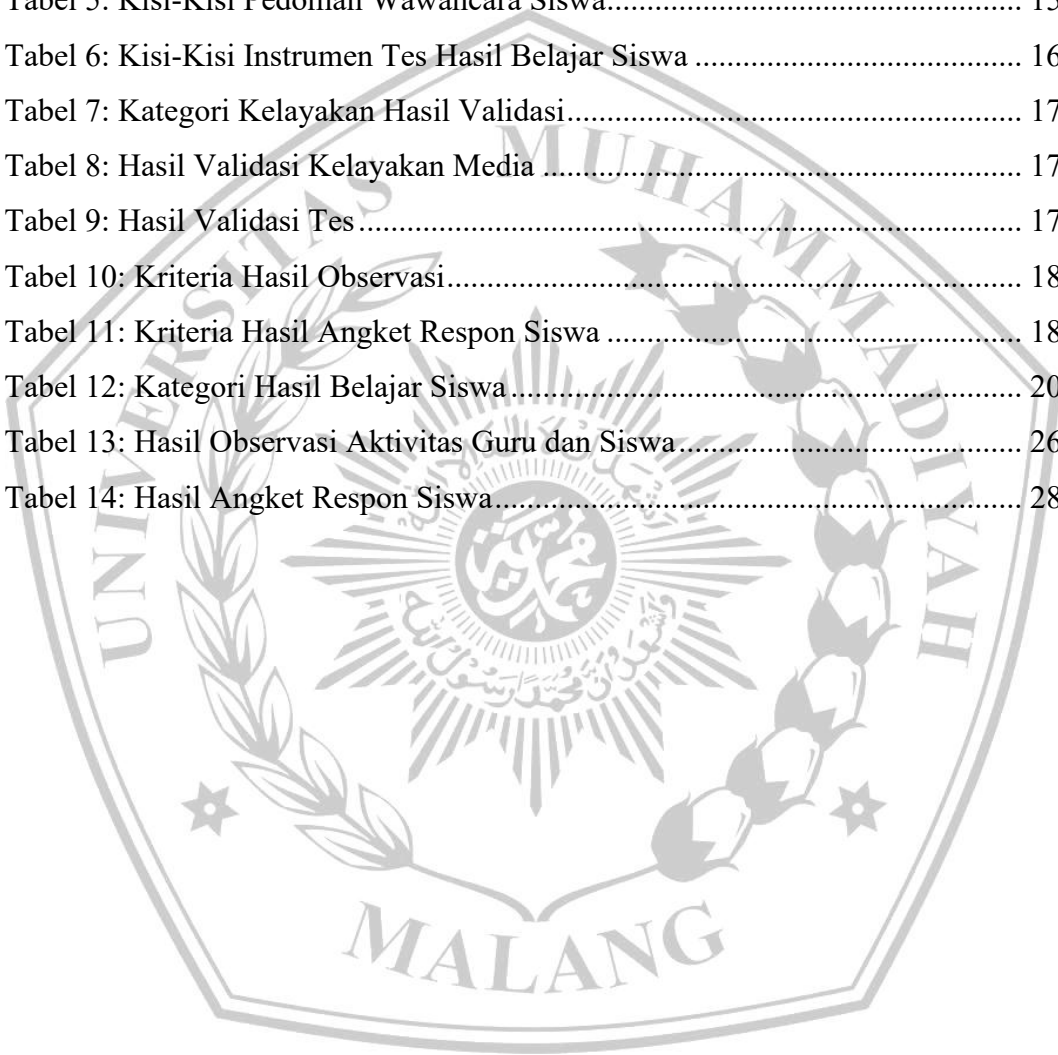 Tabel 5: Kisi-Kisi Pedoman Wawancara Siswa............................................... 15
Tabel 6: Kisi-Kisi Instrumen Tes Hasil Belajar Siswa ..................................... 16
Tabel 7: Kategori Kelayakan Hasil Validasi.................................................... 17
Tabel 8: Hasil Validasi Kelayakan Media ....................................................... 17
Tabel 9: Hasil Validasi Tes.............................................................................. 17
Tabel 10: Kriteria Hasil Observasi................................................................... 18
Tabel 11: Kriteria Hasil Angket Respon Siswa ............................................... 18
Tabel 12: Kategori Hasil Belajar Siswa........................................................... 20
Tabel 13: Hasil Observasi Aktivitas Guru dan Siswa...................................... 26
Tabel 14: Hasil Angket Respon Siswa............................................................. 28
UNIVERSITAS MUHAMMADIYAH
MALANG